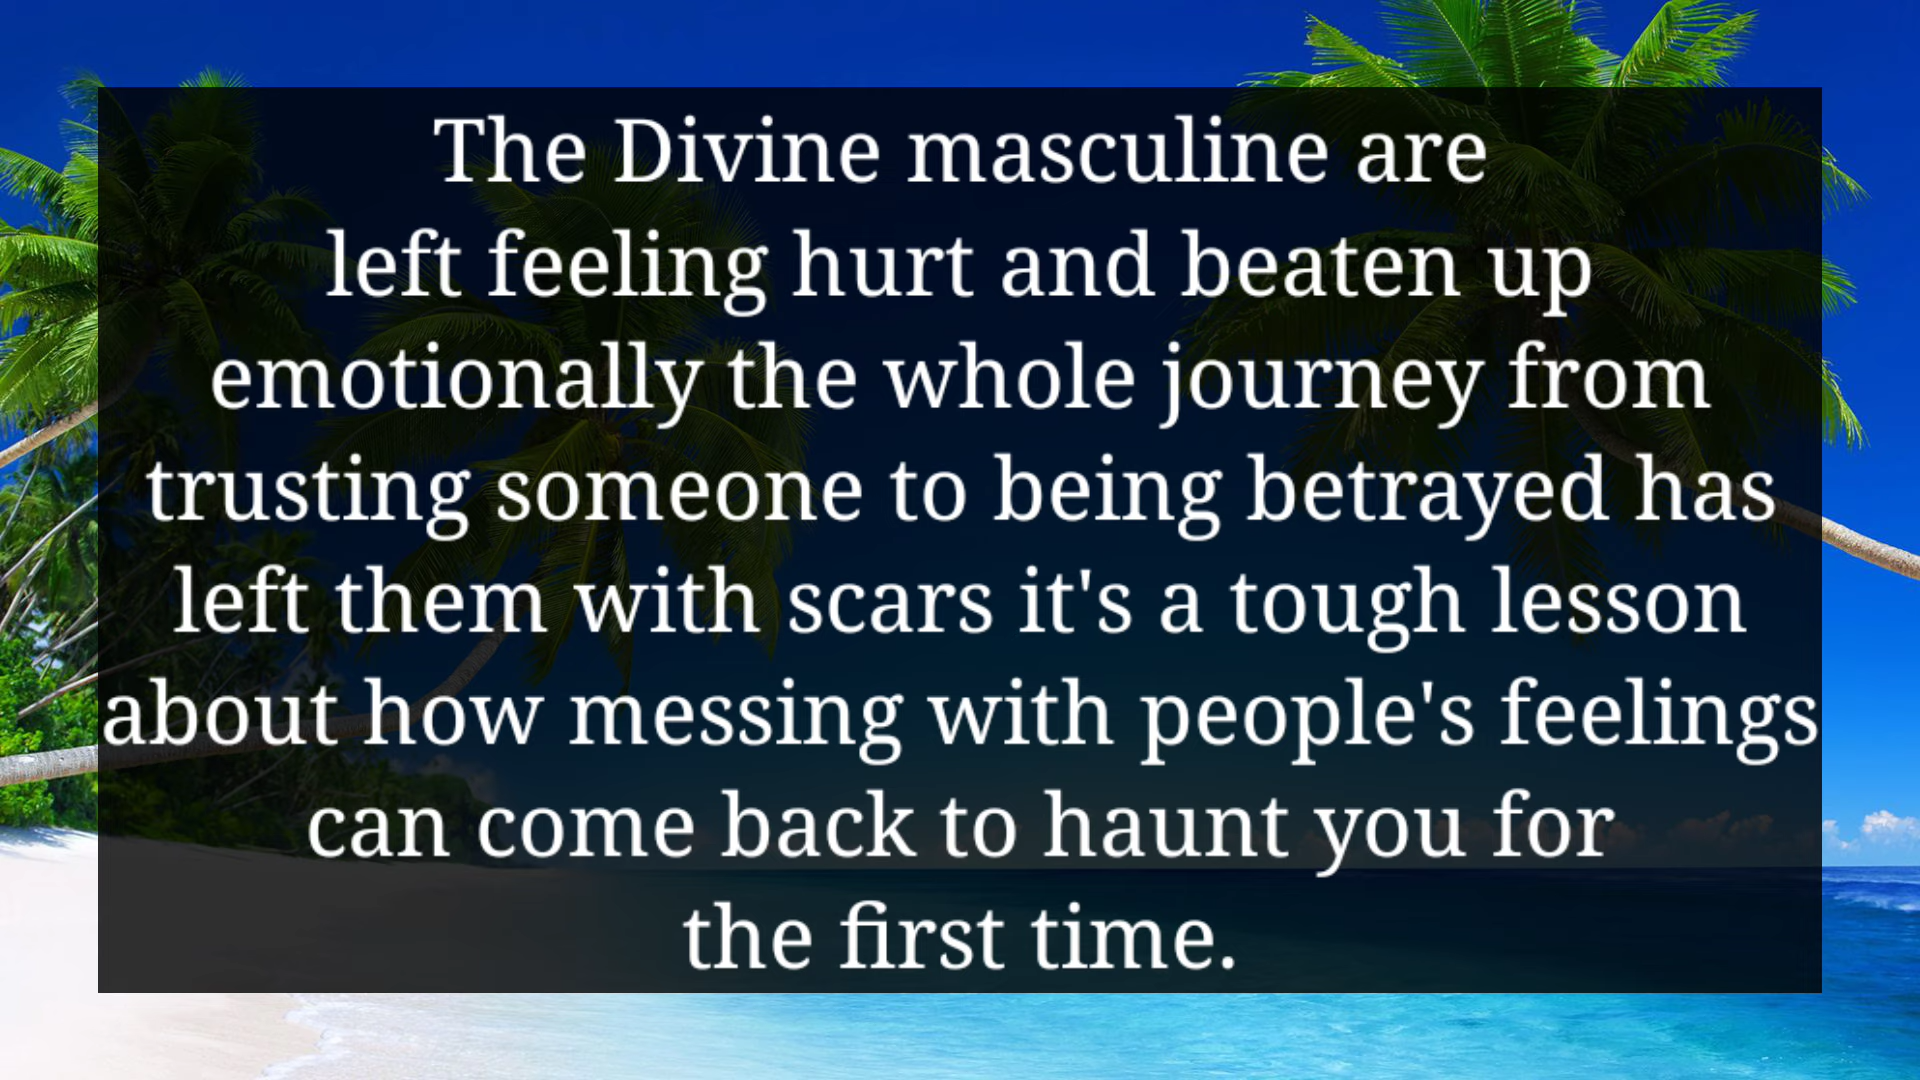 The Divine masculine are
left feeling hurt and beaten up
emotionally the whole journey from
trusting someone to being betrayed has
left them with scars it's a tough lesson
about how messing with people's feelings
can come back to haunt you for
the first time.